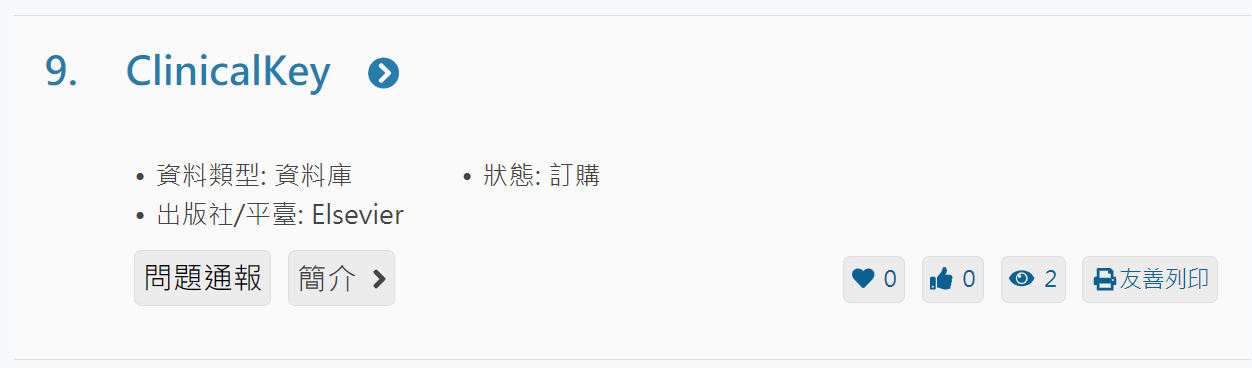 9. ClinicalKey
• 資料類型: 資料庫 • 狀態: 訂購
• 出版社/平臺: Elsevier
問題通報 簡介 0 0 2 友善列印